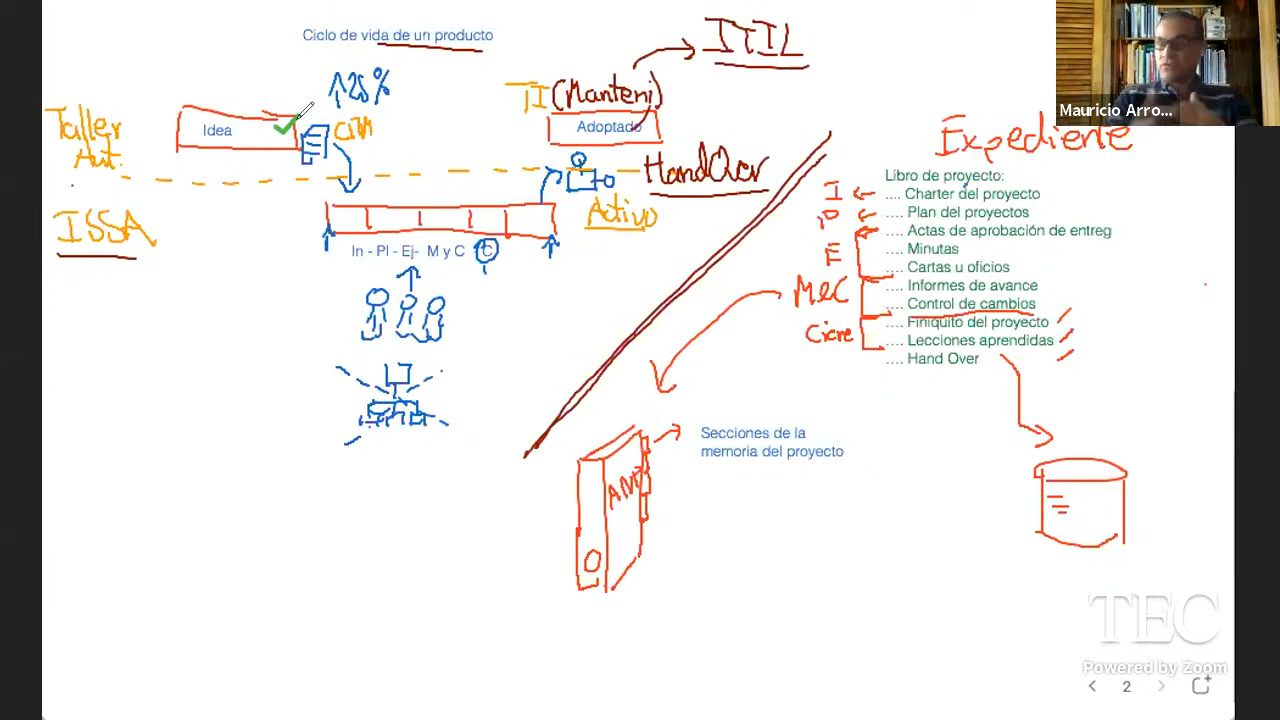 Ciclo de vida de un producto
↑25%
ITIL
TI (Manteni)
Taller
Aut.
Idea
Adoptado
HandOver
ISSA
Activo
In - Pl - Ej- M y C - C
Mauricio Arro...
Expediente
Libro de proyecto:
I ← .... Charter del proyecto
P ← .... Plan del proyectos
.... Actas de aprobación de entreg
E .... Minutas
.... Cartas u oficios
MRC .... Informes de avance
.... Control de cambios
Cierre .... Finiquito del proyecto
.... Lecciones aprendidas
.... Hand Over
Secciones de la
memoria del proyecto
TEC
Powered by Zoom
2